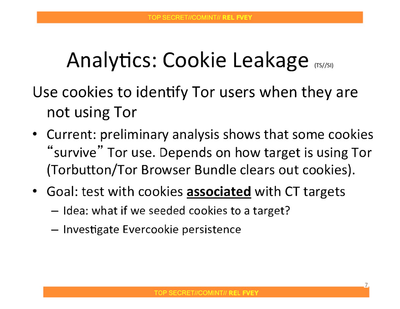 TOP SECRET//COMINT// REL FVEY
Analytics: Cookie Leakage (TS//SI)
Use cookies to identify Tor users when they are
not using Tor
• Current: preliminary analysis shows that some cookies
“survive” Tor use. Depends on how target is using Tor
(Torbutton/Tor Browser Bundle clears out cookies).
• Goal: test with cookies associated with CT targets
– Idea: what if we seeded cookies to a target?
– Investigate Evercookie persistence
7
TOP SECRET//COMINT// REL FVEY